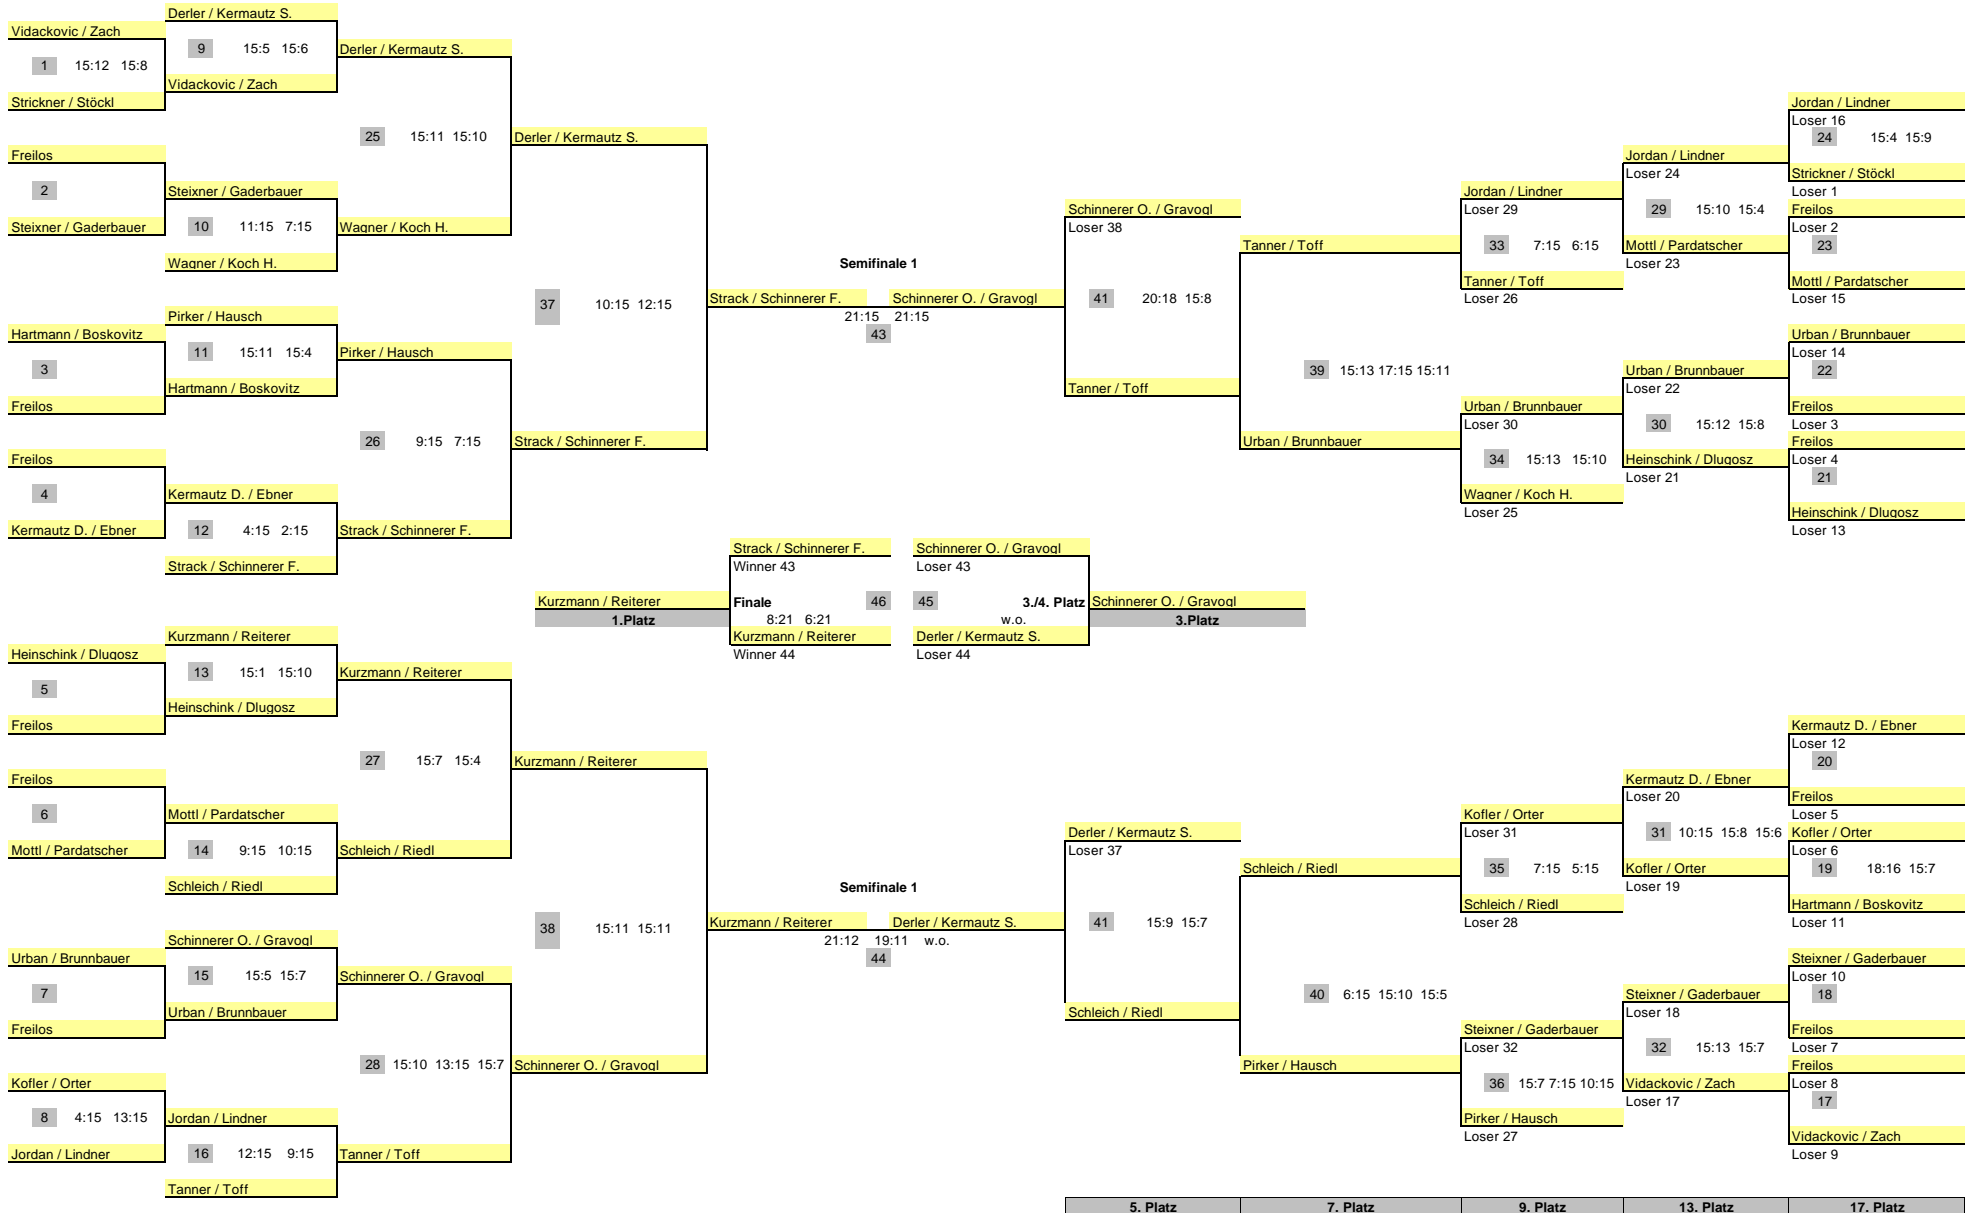 Derler / Kermautz S.
Vidackovic / Zach
9 15:5 15:6
Derler / Kermautz S.
1 15:12 15:8
Vidackovic / Zach
Strickner / Stöckl
25 15:11 15:10
Derler / Kermautz S.
Freilos
2
Steixner / Gaderbauer
Steixner / Gaderbauer
10 11:15 7:15
Wagner / Koch H.
Wagner / Koch H.
37 10:15 12:15
Pirker / Hausch
Hartmann / Boskovitz
11 15:11 15:4
Pirker / Hausch
3
Hartmann / Boskovitz
Freilos
26 9:15 7:15
Strack / Schinnerer F.
Freilos
4
Kermautz D. / Ebner
Kermautz D. / Ebner
12 4:15 2:15
Strack / Schinnerer F.
Strack / Schinnerer F.
Semifinale 1
Strack / Schinnerer F. Schinnerer O. / Gravogl
21:15 21:15
43
Schinnerer O. / Gravogl
Loser 38
41 20:18 15:8
Tanner / Toff
Tanner / Toff
39 15:13 17:15 15:11
Urban / Brunnbauer
Jordan / Lindner
Loser 29
33 7:15 6:15
Tanner / Toff
Loser 26
Urban / Brunnbauer
Loser 30
34 15:13 15:10
Wagner / Koch H.
Loser 25
Jordan / Lindner
Loser 24
29 15:10 15:4
Mottl / Pardatscher
Loser 23
Urban / Brunnbauer
Loser 22
30 15:12 15:8
Heinschink / Dlugosz
Loser 21
Jordan / Lindner
Loser 16
24 15:4 15:9
Strickner / Stöckl
Loser 1
Freilos
Loser 2
23
Mottl / Pardatscher
Loser 15
Urban / Brunnbauer
Loser 14
22
Freilos
Loser 3
Freilos
Loser 4
21
Heinschink / Dlugosz
Loser 13
Strack / Schinnerer F. Schinnerer O. / Gravogl
Winner 43 Loser 43
Kurzmann / Reiterer Finale 46 45 3./4. Platz Schinnerer O. / Gravogl
1.Platz 8:21 6:21 w.o. 3.Platz
Kurzmann / Reiterer Derler / Kermautz S.
Winner 44 Loser 44
Kurzmann / Reiterer
Heinschink / Dlugosz
13 15:1 15:10
Kurzmann / Reiterer
5
Heinschink / Dlugosz
Freilos
27 15:7 15:4
Kurzmann / Reiterer
Freilos
6
Mottl / Pardatscher
Mottl / Pardatscher
14 9:15 10:15
Schleich / Riedl
Schleich / Riedl
38 15:11 15:11
Schinnerer O. / Gravogl
Urban / Brunnbauer
15 15:5 15:7
Schinnerer O. / Gravogl
7
Urban / Brunnbauer
Freilos
28 15:10 13:15 15:7
Schinnerer O. / Gravogl
Kofler / Orter
8 4:15 13:15
Jordan / Lindner
Jordan / Lindner
16 12:15 9:15
Tanner / Toff
Tanner / Toff
Semifinale 1
Kurzmann / Reiterer Derler / Kermautz S.
21:12 19:11 w.o.
44
Derler / Kermautz S.
Loser 37
41 15:9 15:7
Schleich / Riedl
Schleich / Riedl
40 6:15 15:10 15:5
Pirker / Hausch
Kofler / Orter
Loser 31
35 7:15 5:15
Schleich / Riedl
Loser 28
Steixner / Gaderbauer
Loser 32
36 15:7 7:15 10:15
Pirker / Hausch
Loser 27
Kermautz D. / Ebner
Loser 20
31 10:15 15:8 15:6
Kofler / Orter
Loser 19
Steixner / Gaderbauer
Loser 18
32 15:13 15:7
Vidackovic / Zach
Loser 17
Kermautz D. / Ebner
Loser 12
20
Freilos
Loser 5
Kofler / Orter
Loser 6
19 18:16 15:7
Hartmann / Boskovitz
Loser 11
Steixner / Gaderbauer
Loser 10
18
Freilos
Loser 7
Freilos
Loser 8
17
Vidackovic / Zach
Loser 9
5. Platz 7. Platz 9. Platz 13. Platz 17. Platz